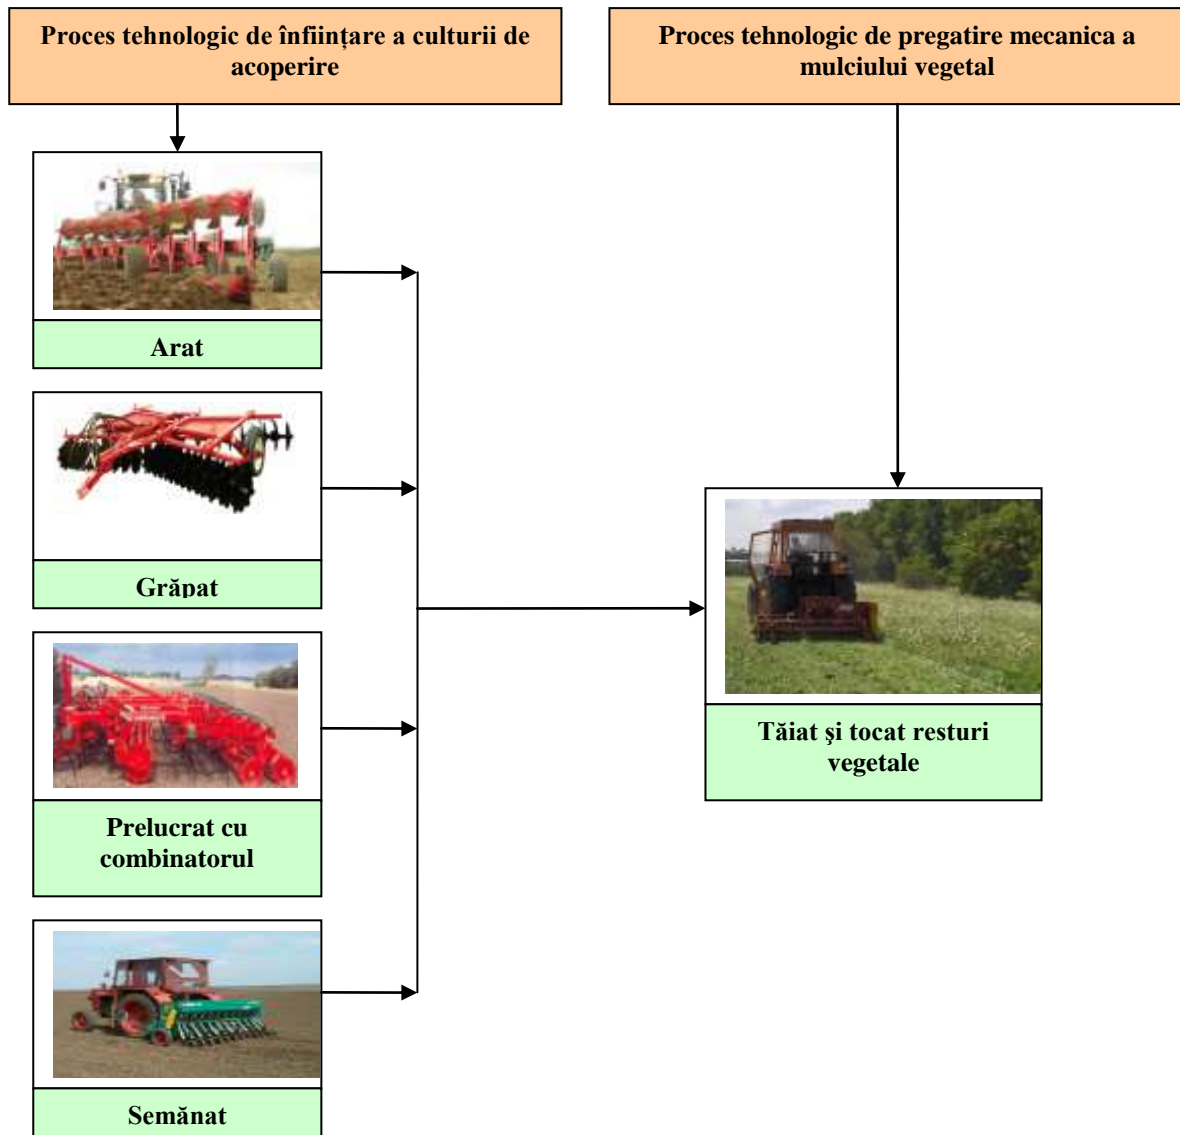 Proces tehnologic de înființare a culturii de
acoperire
Proces tehnologic de pregatire mecanica a
mulciului vegetal
Arat
Grăpat
Prelucrat cu
combinatorul
Semănat
Tăiat şi tocat resturi
vegetale